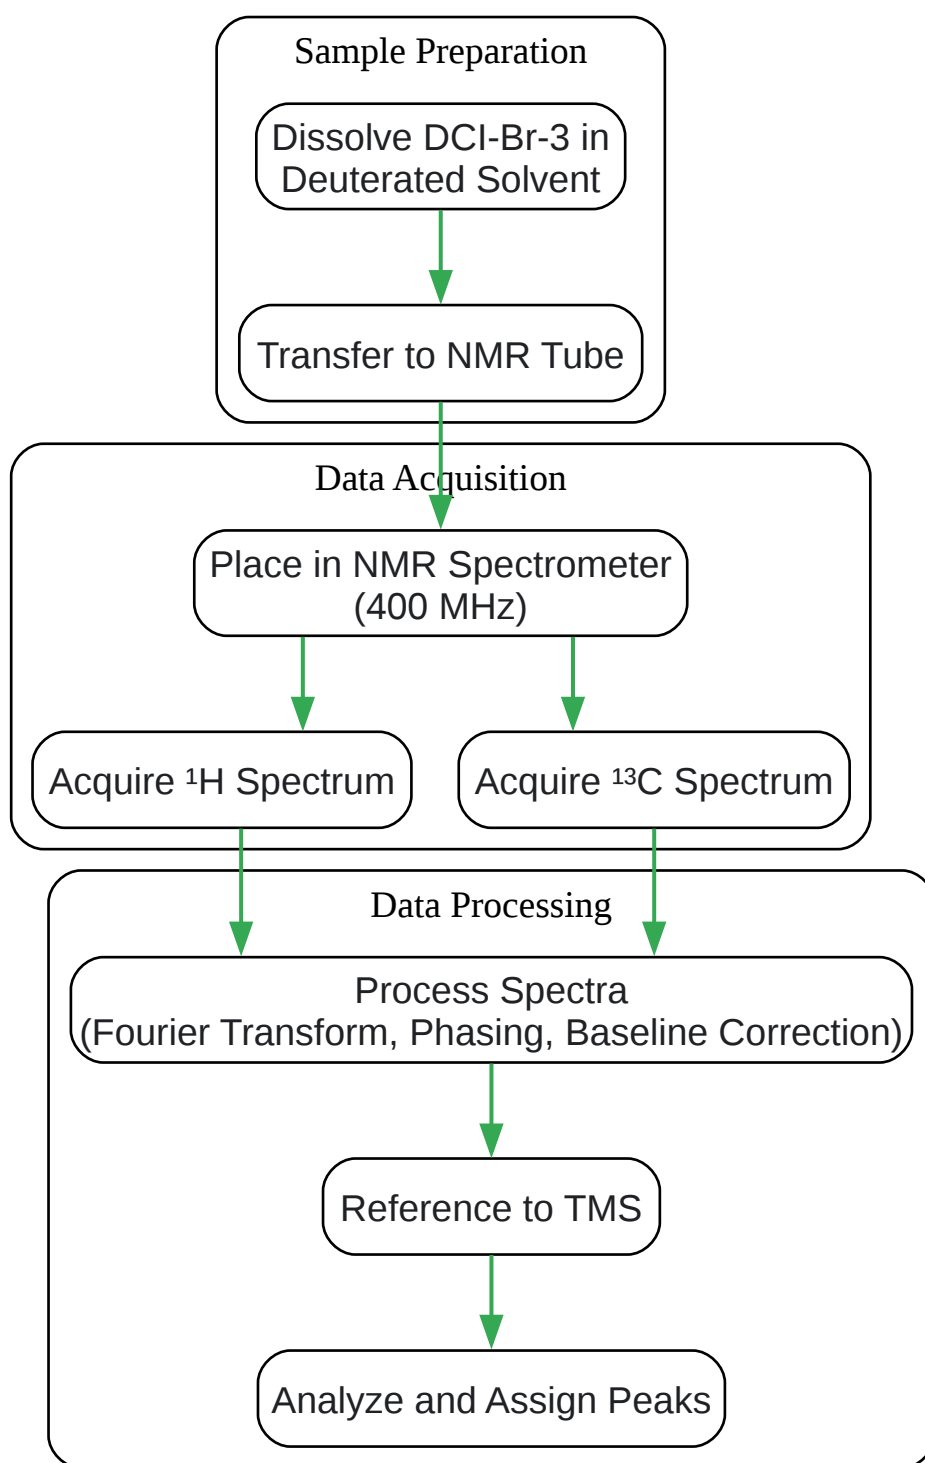 Sample Preparation
Dissolve DCI-Br-3 in
Deuterated Solvent
Transfer to NMR Tube
Data Acquisition
Place in NMR Spectrometer
(400 MHz)
Acquire ¹H Spectrum
Acquire ¹³C Spectrum
Data Processing
Process Spectra
(Fourier Transform, Phasing, Baseline Correction)
Reference to TMS
Analyze and Assign Peaks